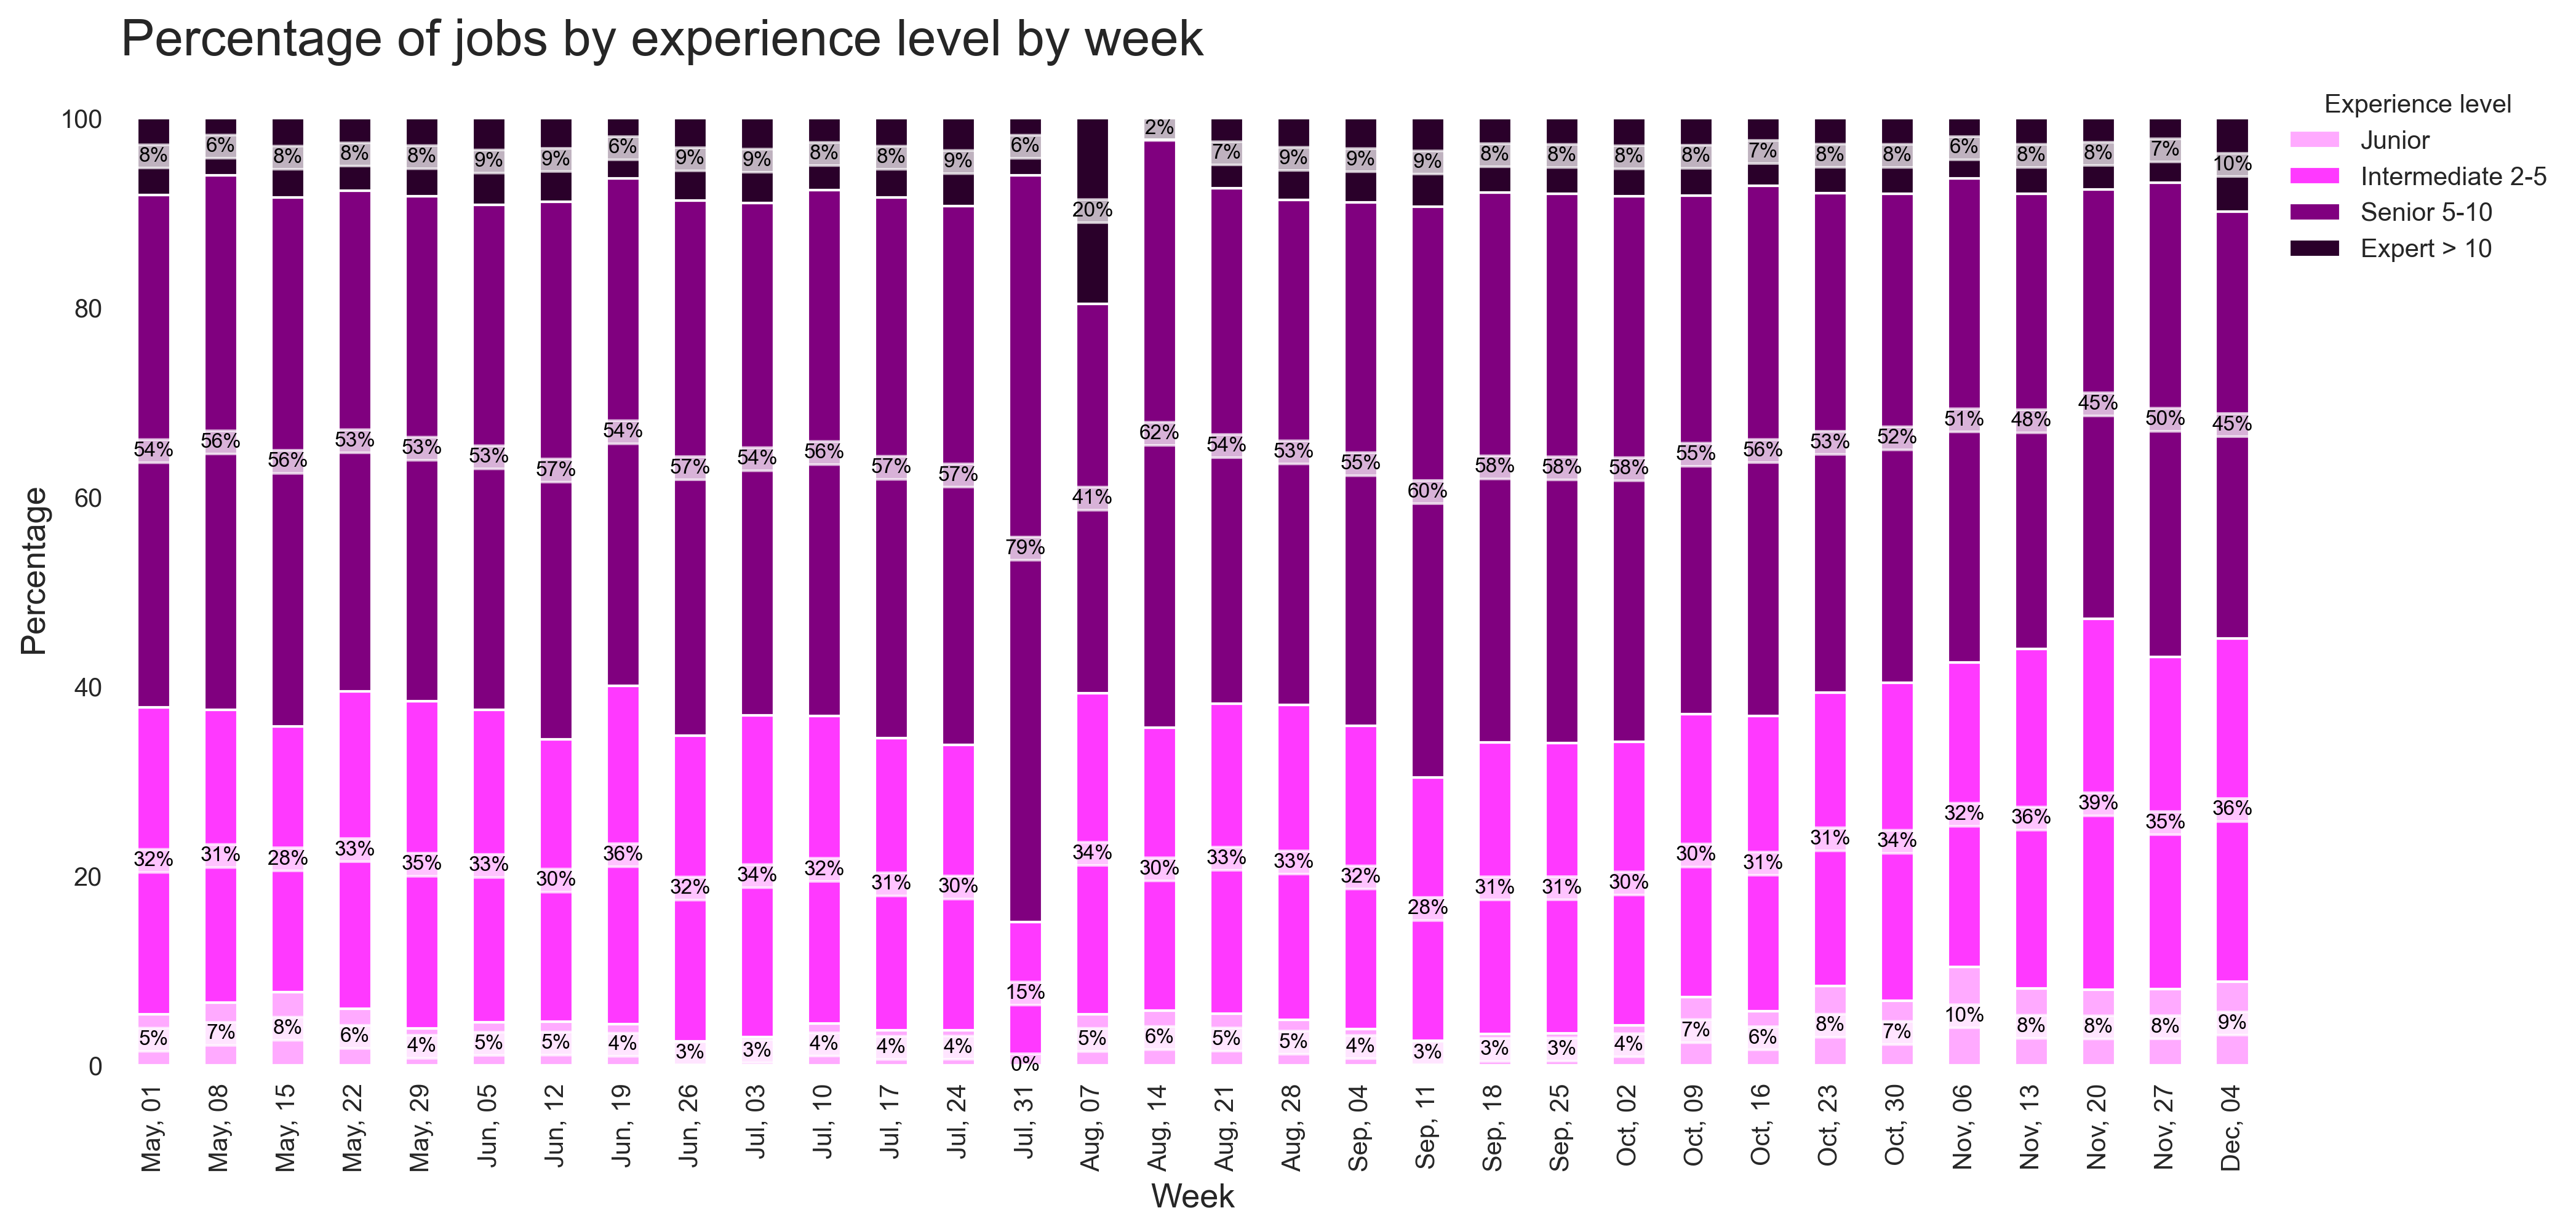 Percentage of jobs by experience level by week
Experience level
Junior
Intermediate 2-5
Senior 5-10
Expert > 10
Percentage
100
80
60
40
20
0
8% 6% 8% 8% 8% 9% 9% 6% 9% 9% 8% 8% 9% 6% 20% 2% 7% 9% 9% 9% 8% 8% 8% 8% 7% 8% 8% 6% 8% 8% 7% 10%
54% 56% 56% 53% 53% 53% 57% 54% 57% 54% 56% 57% 57% 79% 41% 62% 54% 53% 55% 60% 58% 58% 58% 55% 56% 53% 52% 51% 48% 45% 50% 45%
32% 31% 28% 33% 35% 33% 30% 36% 32% 34% 32% 31% 30% 15% 34% 30% 33% 33% 32% 28% 31% 31% 30% 30% 31% 31% 34% 32% 36% 39% 35% 36%
5% 7% 8% 6% 4% 5% 5% 4% 3% 3% 4% 4% 4% 0% 5% 6% 5% 5% 4% 3% 3% 3% 4% 7% 6% 8% 7% 10% 8% 8% 8% 9%
May, 01
May, 08
May, 15
May, 22
May, 29
Jun, 05
Jun, 12
Jun, 19
Jun, 26
Jul, 03
Jul, 10
Jul, 17
Jul, 24
Jul, 31
Aug, 07
Aug, 14
Aug, 21
Aug, 28
Sep, 04
Sep, 11
Sep, 18
Sep, 25
Oct, 02
Oct, 09
Oct, 16
Oct, 23
Oct, 30
Nov, 06
Nov, 13
Nov, 20
Nov, 27
Dec, 04
Week